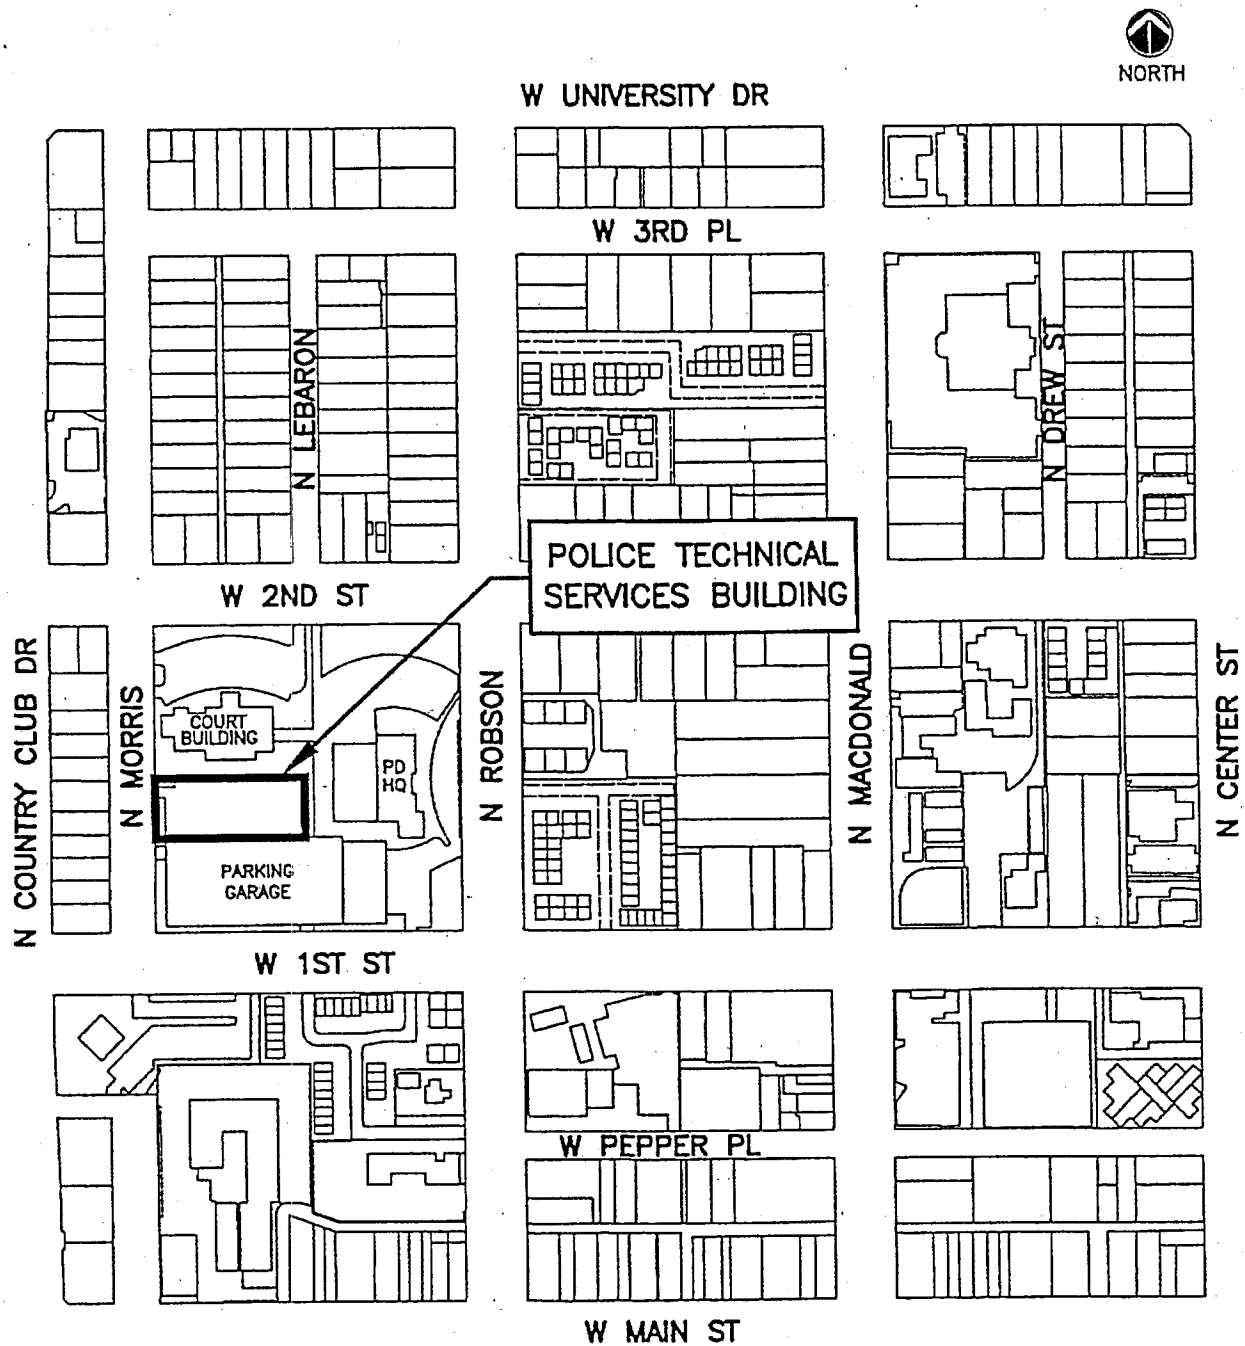 NORTH
W UNIVERSITY DR
W 3RD PL
N LEBARON
N DREW ST
POLICE TECHNICAL
SERVICES BUILDING
W 2ND ST
N COUNTRY CLUB DR
N MORRIS
COURT
BUILDING
PD
HQ
N ROBSON
N MACDONALD
N CENTER ST
PARKING
GARAGE
W 1ST ST
W PEPPER PL
W MAIN ST